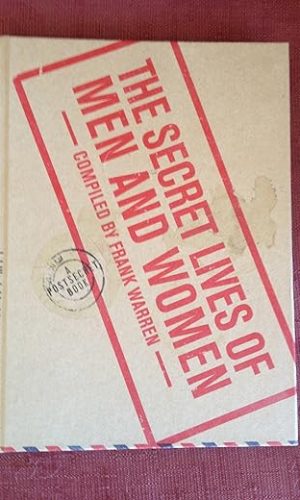 THE SECRET LIVES OF
MEN AND WOMEN
COMPILED BY FRANK WARREN
A
POSTSECRET
BOOK